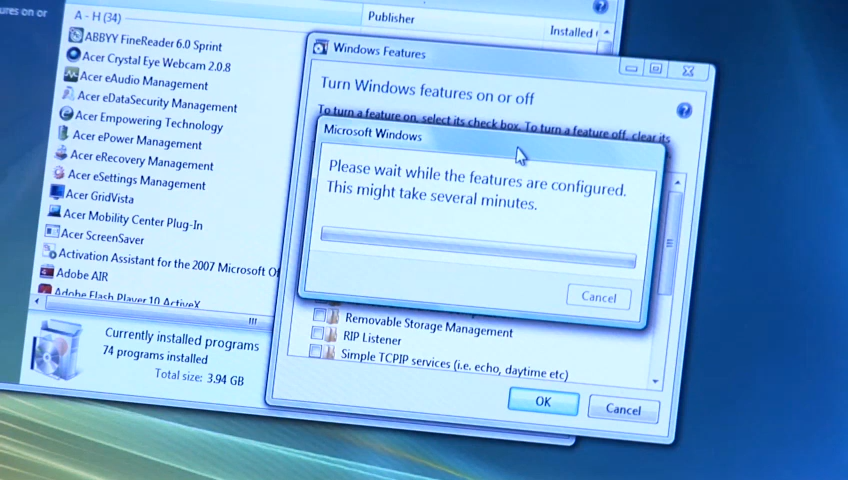 ures on or
A - H (34)
Publisher
Installed
ABBYY FineReader 6.0 Sprint
Acer Crystal Eye Webcam 2.0.8
Acer eAudio Management
Acer eDataSecurity Management
Acer Empowering Technology
Acer ePower Management
Acer eRecovery Management
Acer eSettings Management
Acer GridVista
Acer Mobility Center Plug-In
Acer ScreenSaver
Activation Assistant for the 2007 Microsoft Of
Adobe AIR
Adobe Flash Player 10 ActiveX
Currently installed programs
74 programs installed
Total size: 3.94 GB
Windows Features
Turn Windows features on or off
To turn a feature on, select its check box. To turn a feature off, clear its
Microsoft Windows
Please wait while the features are configured.
This might take several minutes.
Cancel
Removable Storage Management
RIP Listener
Simple TCPIP services (i.e. echo, daytime etc)
OK
Cancel